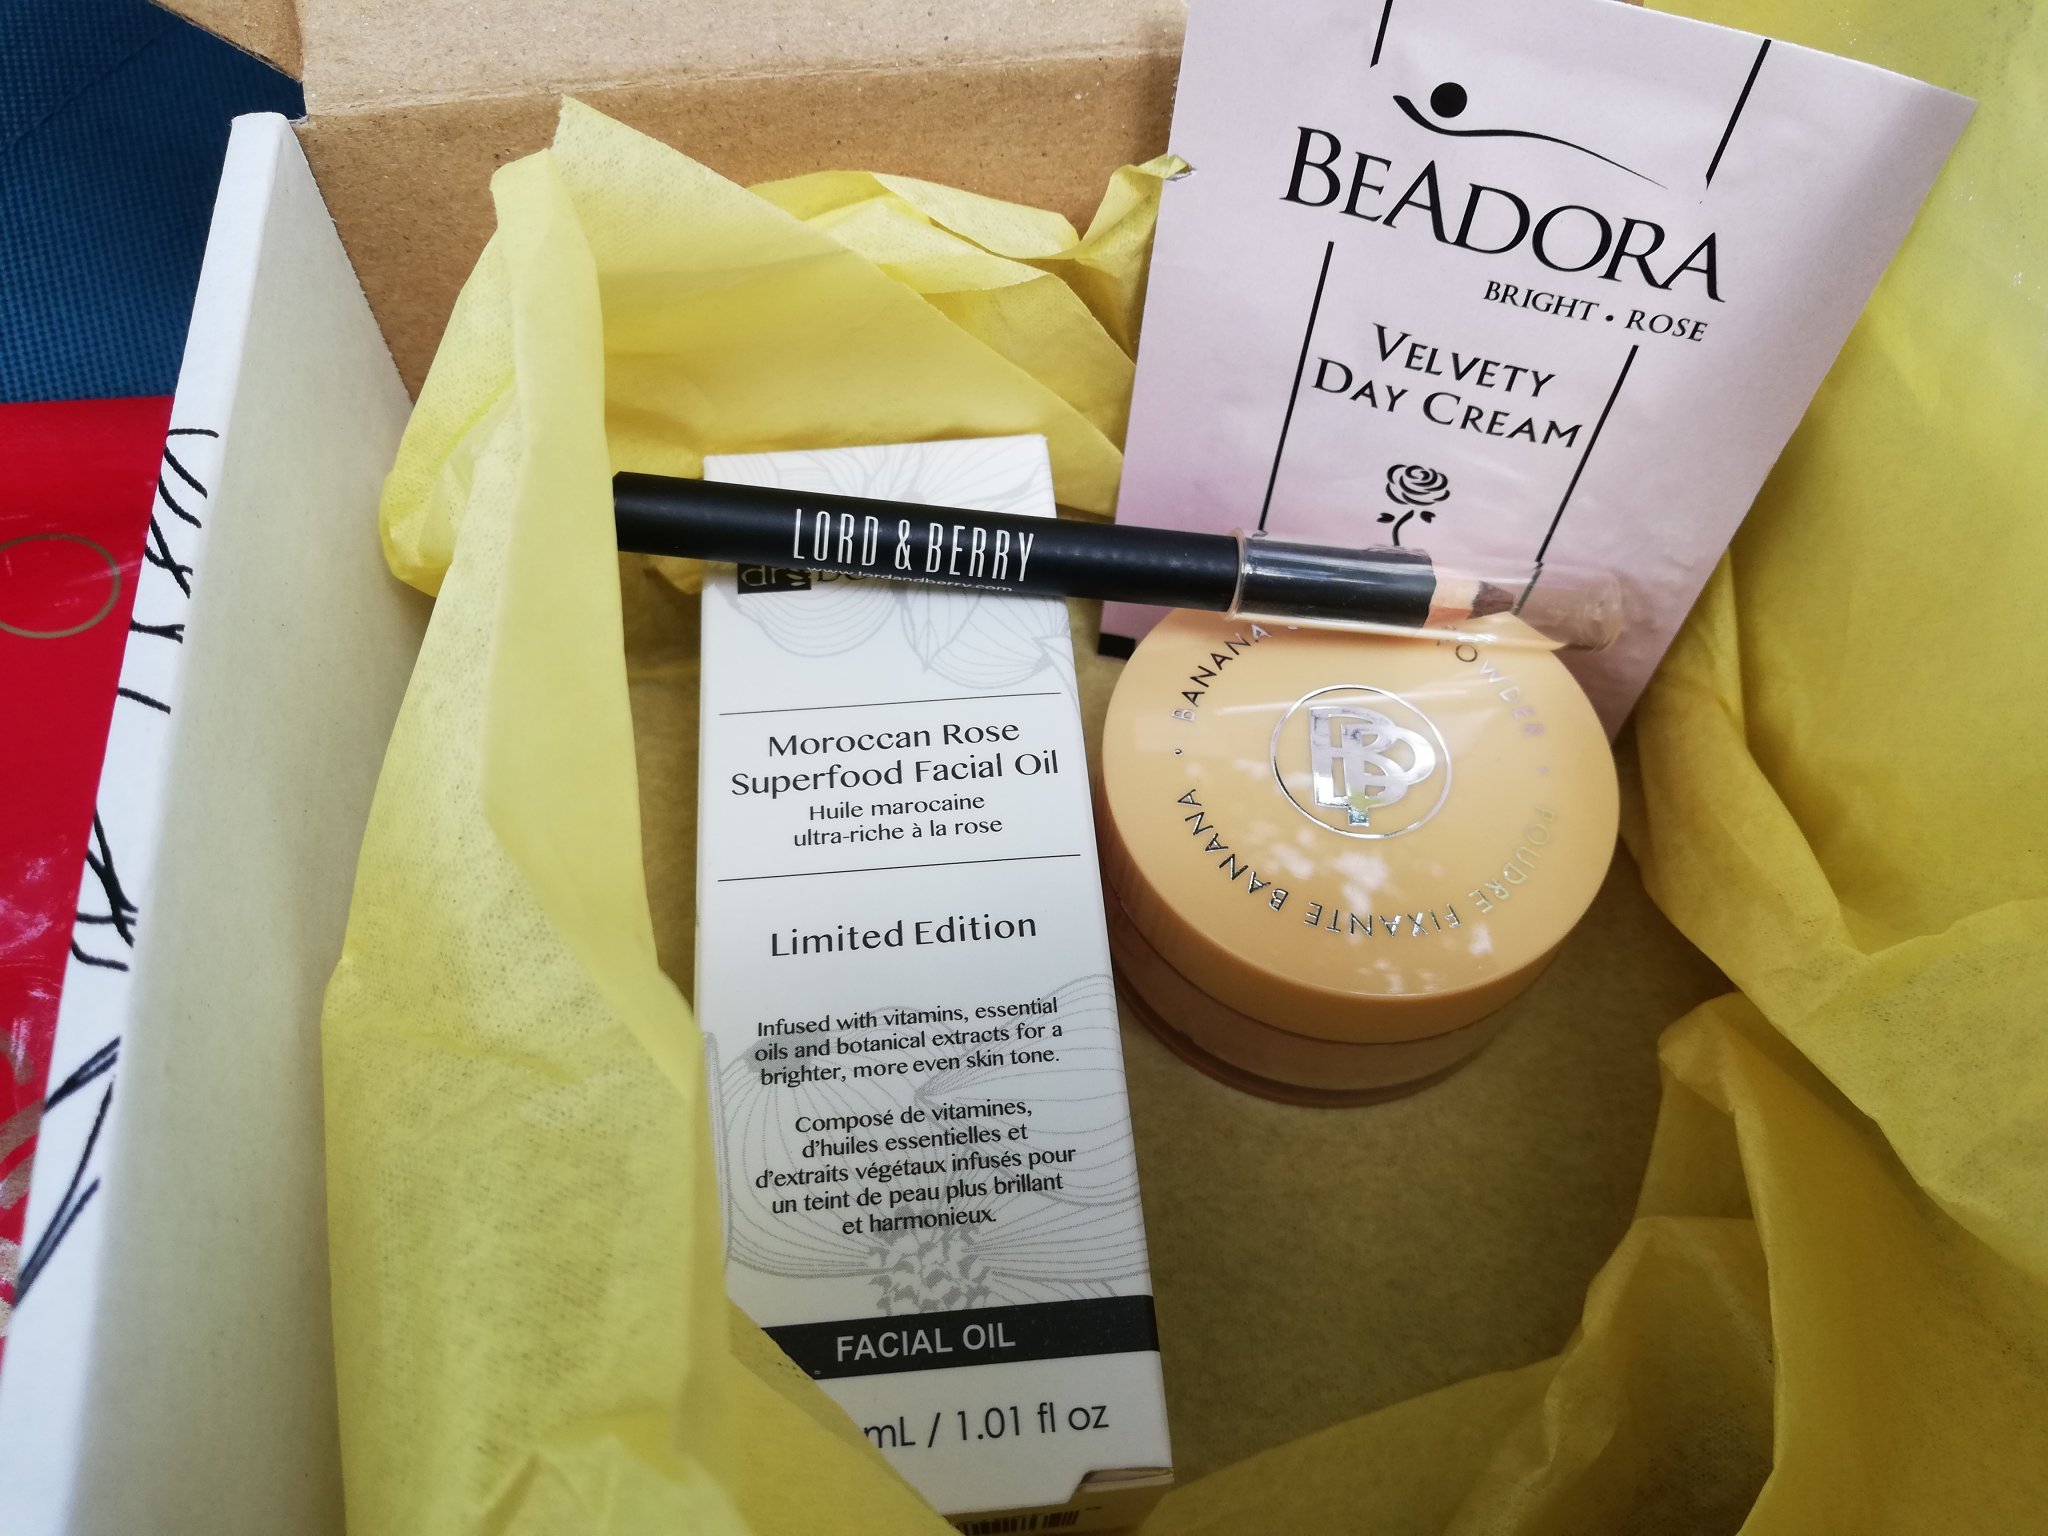 BEADORA
BRIGHT • ROSE
VELVETY
DAY CREAM
LORD & BERRY
www.lordandberry.com
Moroccan Rose
Superfood Facial Oil
Huile marocaine
ultra-riche à la rose
Limited Edition
Infused with vitamins, essential
oils and botanical extracts for a
brighter, more even skin tone.
Composé de vitamines,
d'huiles essentielles et
d'extraits végétaux infusés pour
un teint de peau plus brillant
et harmonieux.
FACIAL OIL
mL / 1.01 fl oz
BANANA
POWDER
• POUDRE FIXANTE BANANA •